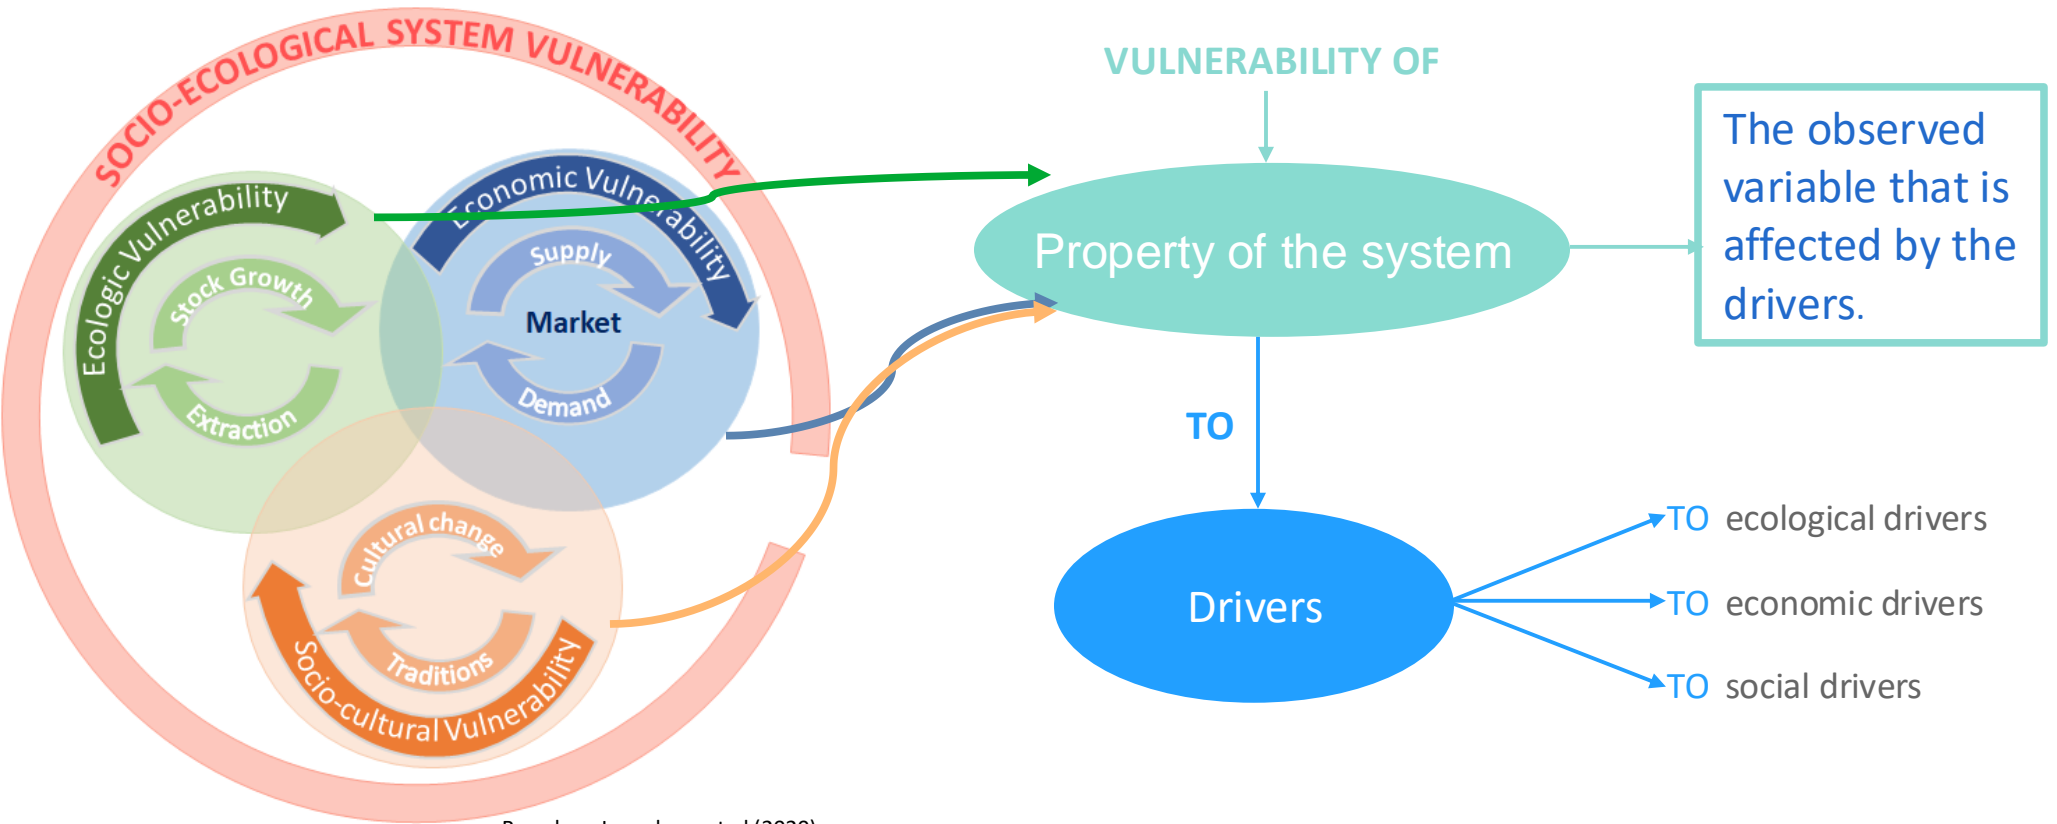 SOCIO-ECOLOGICAL SYSTEM VULNERABILITY
Ecologic Vulnerability
Stock Growth
Extraction
Economic Vulnerability
Supply
Market
Demand
Cultural change
Traditions
Socio-cultural Vulnerability
VULNERABILITY OF
Property of the system
The observed
variable that is
affected by the
drivers.
TO
Drivers
TO ecological drivers
TO economic drivers
TO social drivers